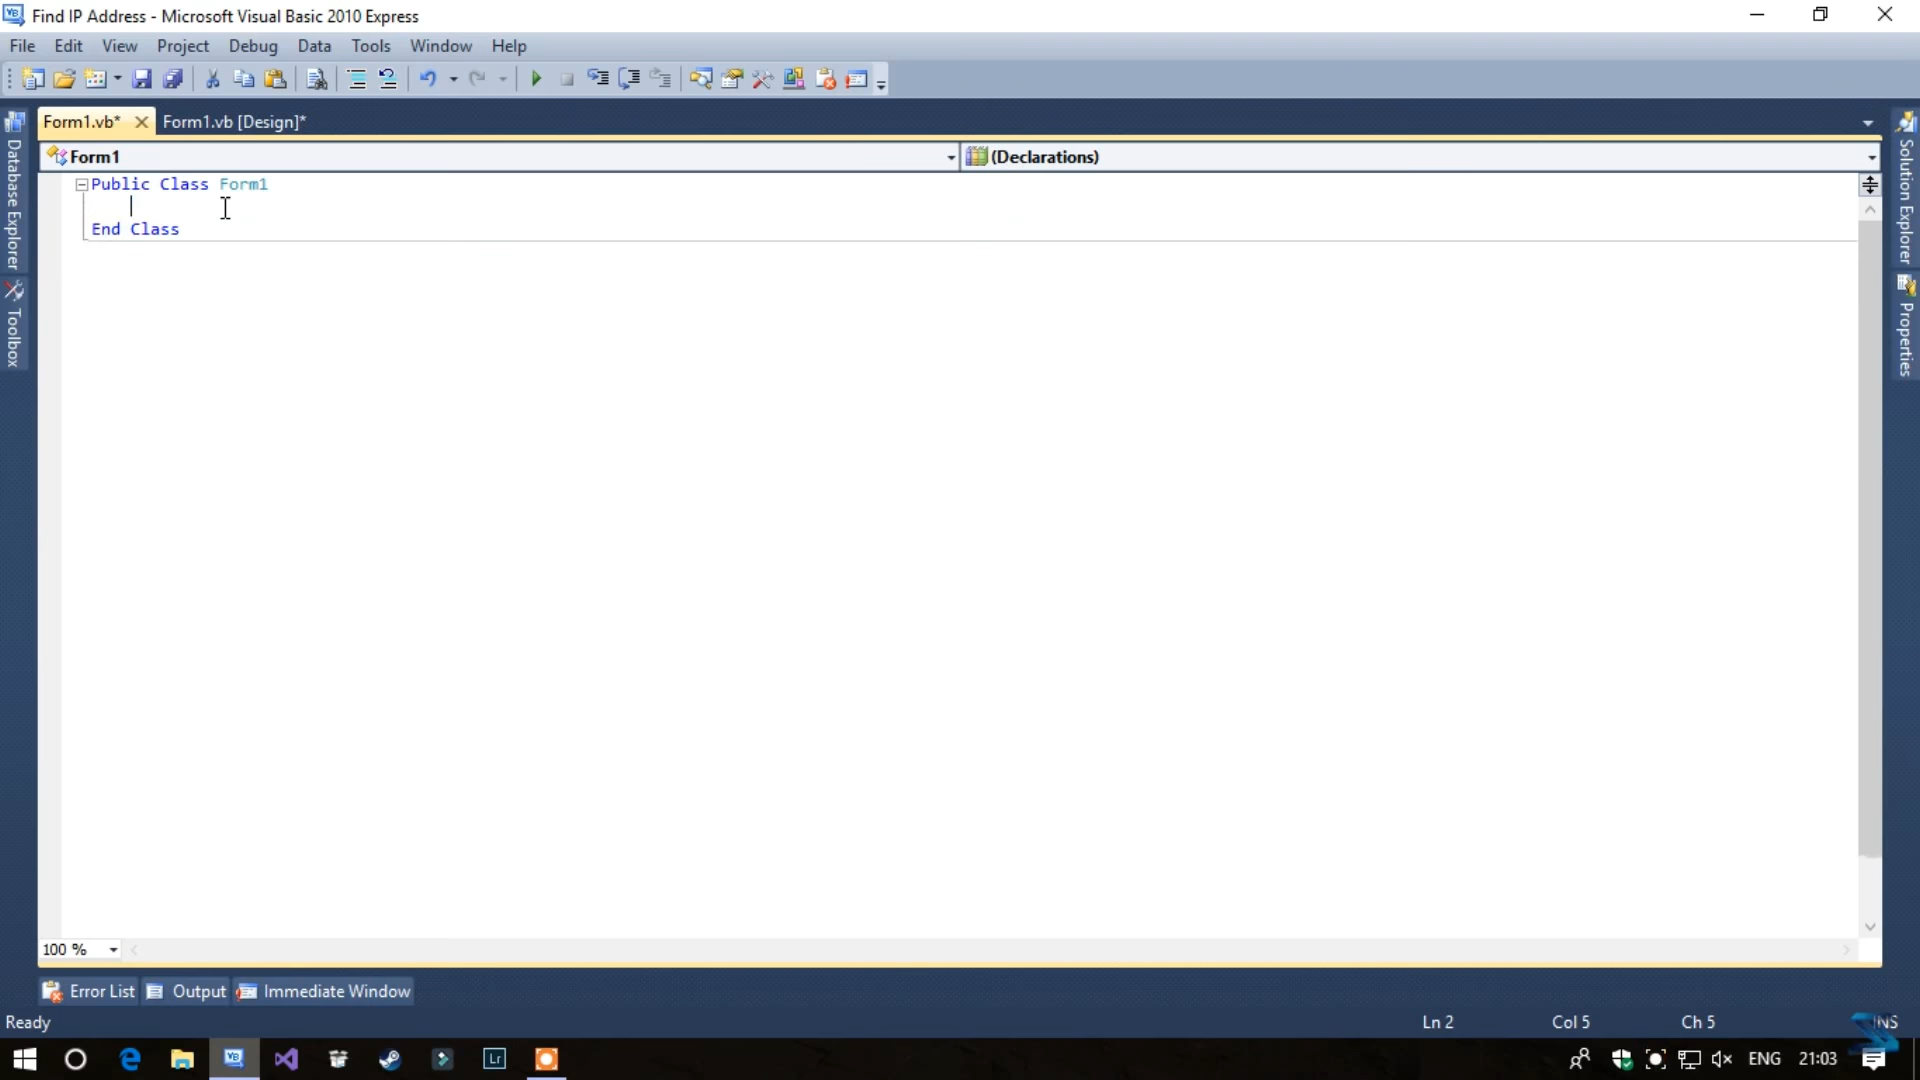 Find IP Address - Microsoft Visual Basic 2010 Express
File Edit View Project Debug Data Tools Window Help
Form1.vb* Form1.vb [Design]*
Form1 (Declarations)
Public Class Form1
End Class
Database Explorer
Toolbox
Solution Explorer
Properties
100 %
Error List Output Immediate Window
Ready Ln 2 Col 5 Ch 5 INS
VB Lr ENG 21:03